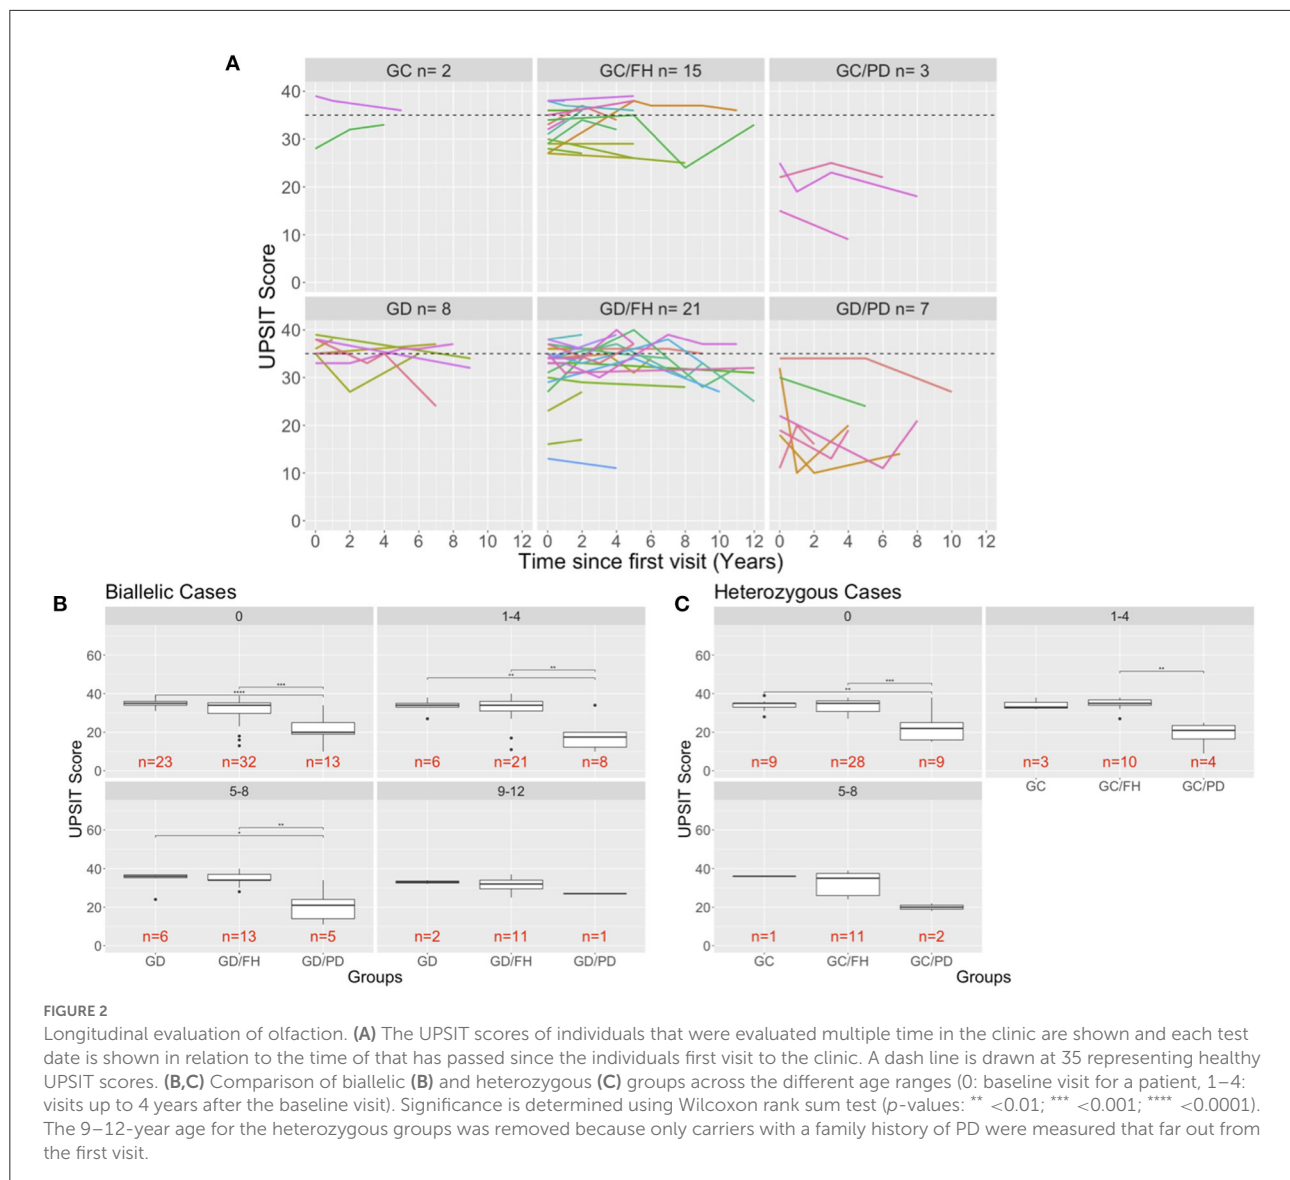 A
GC n= 2
GC/FH n= 15
GC/PD n= 3
40
30
20
10
0
UPSIT Score
GD n= 8
GD/FH n= 21
GD/PD n= 7
40
30
20
10
0
0 2 4 6 8 10 12 0 2 4 6 8 10 12 0 2 4 6 8 10 12
Time since first visit (Years)
B
Biallelic Cases
0
1-4
60
40
20
0
**** *** ** **
n=23 n=32 n=13 n=6 n=21 n=8
UPSIT Score
5-8
9-12
60
40
20
0
* **
n=6 n=13 n=5 n=2 n=11 n=1
GD GD/FH GD/PD GD GD/FH GD/PD
Groups
C
Heterozygous Cases
0
1-4
60
40
20
0
** *** **
n=9 n=28 n=9 n=3 n=10 n=4
GC GC/FH GC/PD
UPSIT Score
5-8
60
40
20
0
n=1 n=11 n=2
GC GC/FH GC/PD
Groups
FIGURE 2
Longitudinal evaluation of olfaction. (A) The UPSIT scores of individuals that were evaluated multiple time in the clinic are shown and each test
date is shown in relation to the time of that has passed since the individuals first visit to the clinic. A dash line is drawn at 35 representing healthy
UPSIT scores. (B,C) Comparison of biallelic (B) and heterozygous (C) groups across the different age ranges (0: baseline visit for a patient, 1–4:
visits up to 4 years after the baseline visit). Significance is determined using Wilcoxon rank sum test (p-values: ** <0.01; *** <0.001; **** <0.0001).
The 9–12-year age for the heterozygous groups was removed because only carriers with a family history of PD were measured that far out from
the first visit.